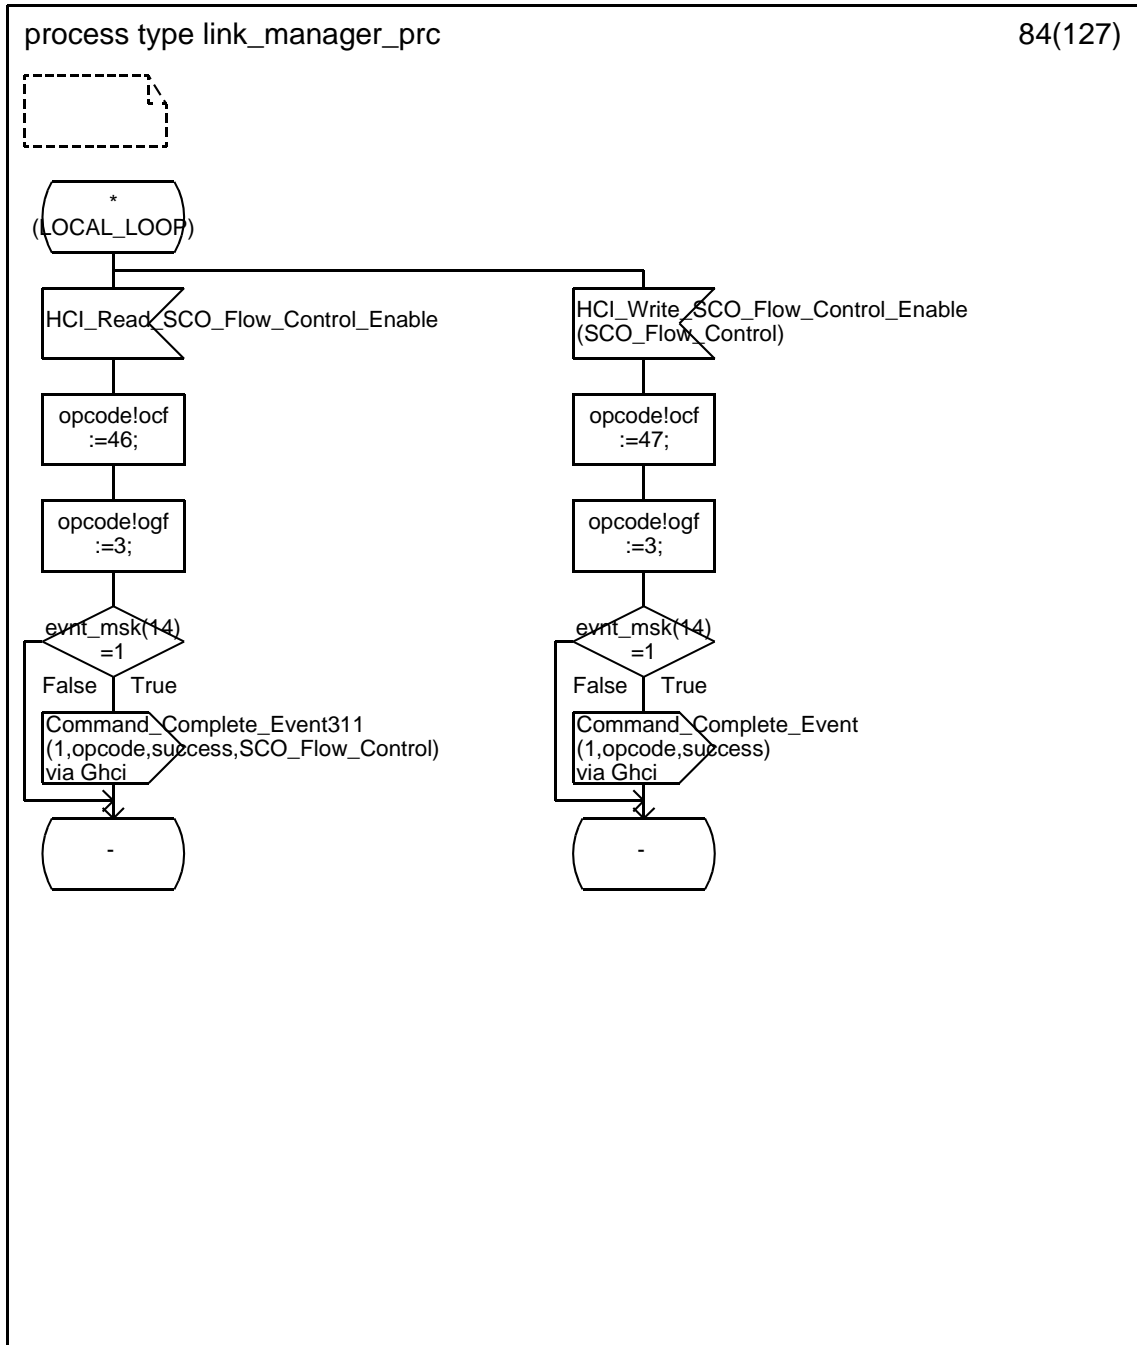 process type link_manager_prc
84(127)
*
(LOCAL_LOOP)
HCI_Read_SCO_Flow_Control_Enable
opcode!ocf
:=46;
opcode!ogf
:=3;
evnt_msk(14)
=1
False
True
Command_Complete_Event311
(1,opcode,success,SCO_Flow_Control)
via Ghci
-
HCI_Write_SCO_Flow_Control_Enable
(SCO_Flow_Control)
opcode!ocf
:=47;
opcode!ogf
:=3;
evnt_msk(14)
=1
False
True
Command_Complete_Event
(1,opcode,success)
via Ghci
-